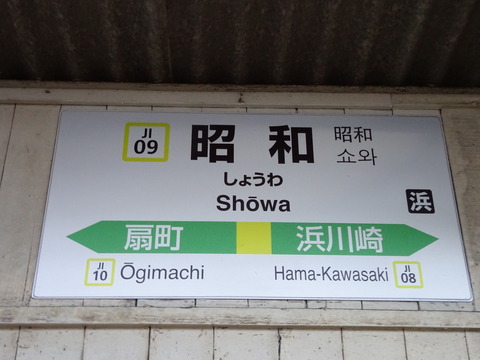 JI
09
昭和
昭和
쇼와
しょうわ
Shōwa
浜
扇町
浜川崎
JI
10
Ōgimachi
Hama-Kawasaki
JI
08